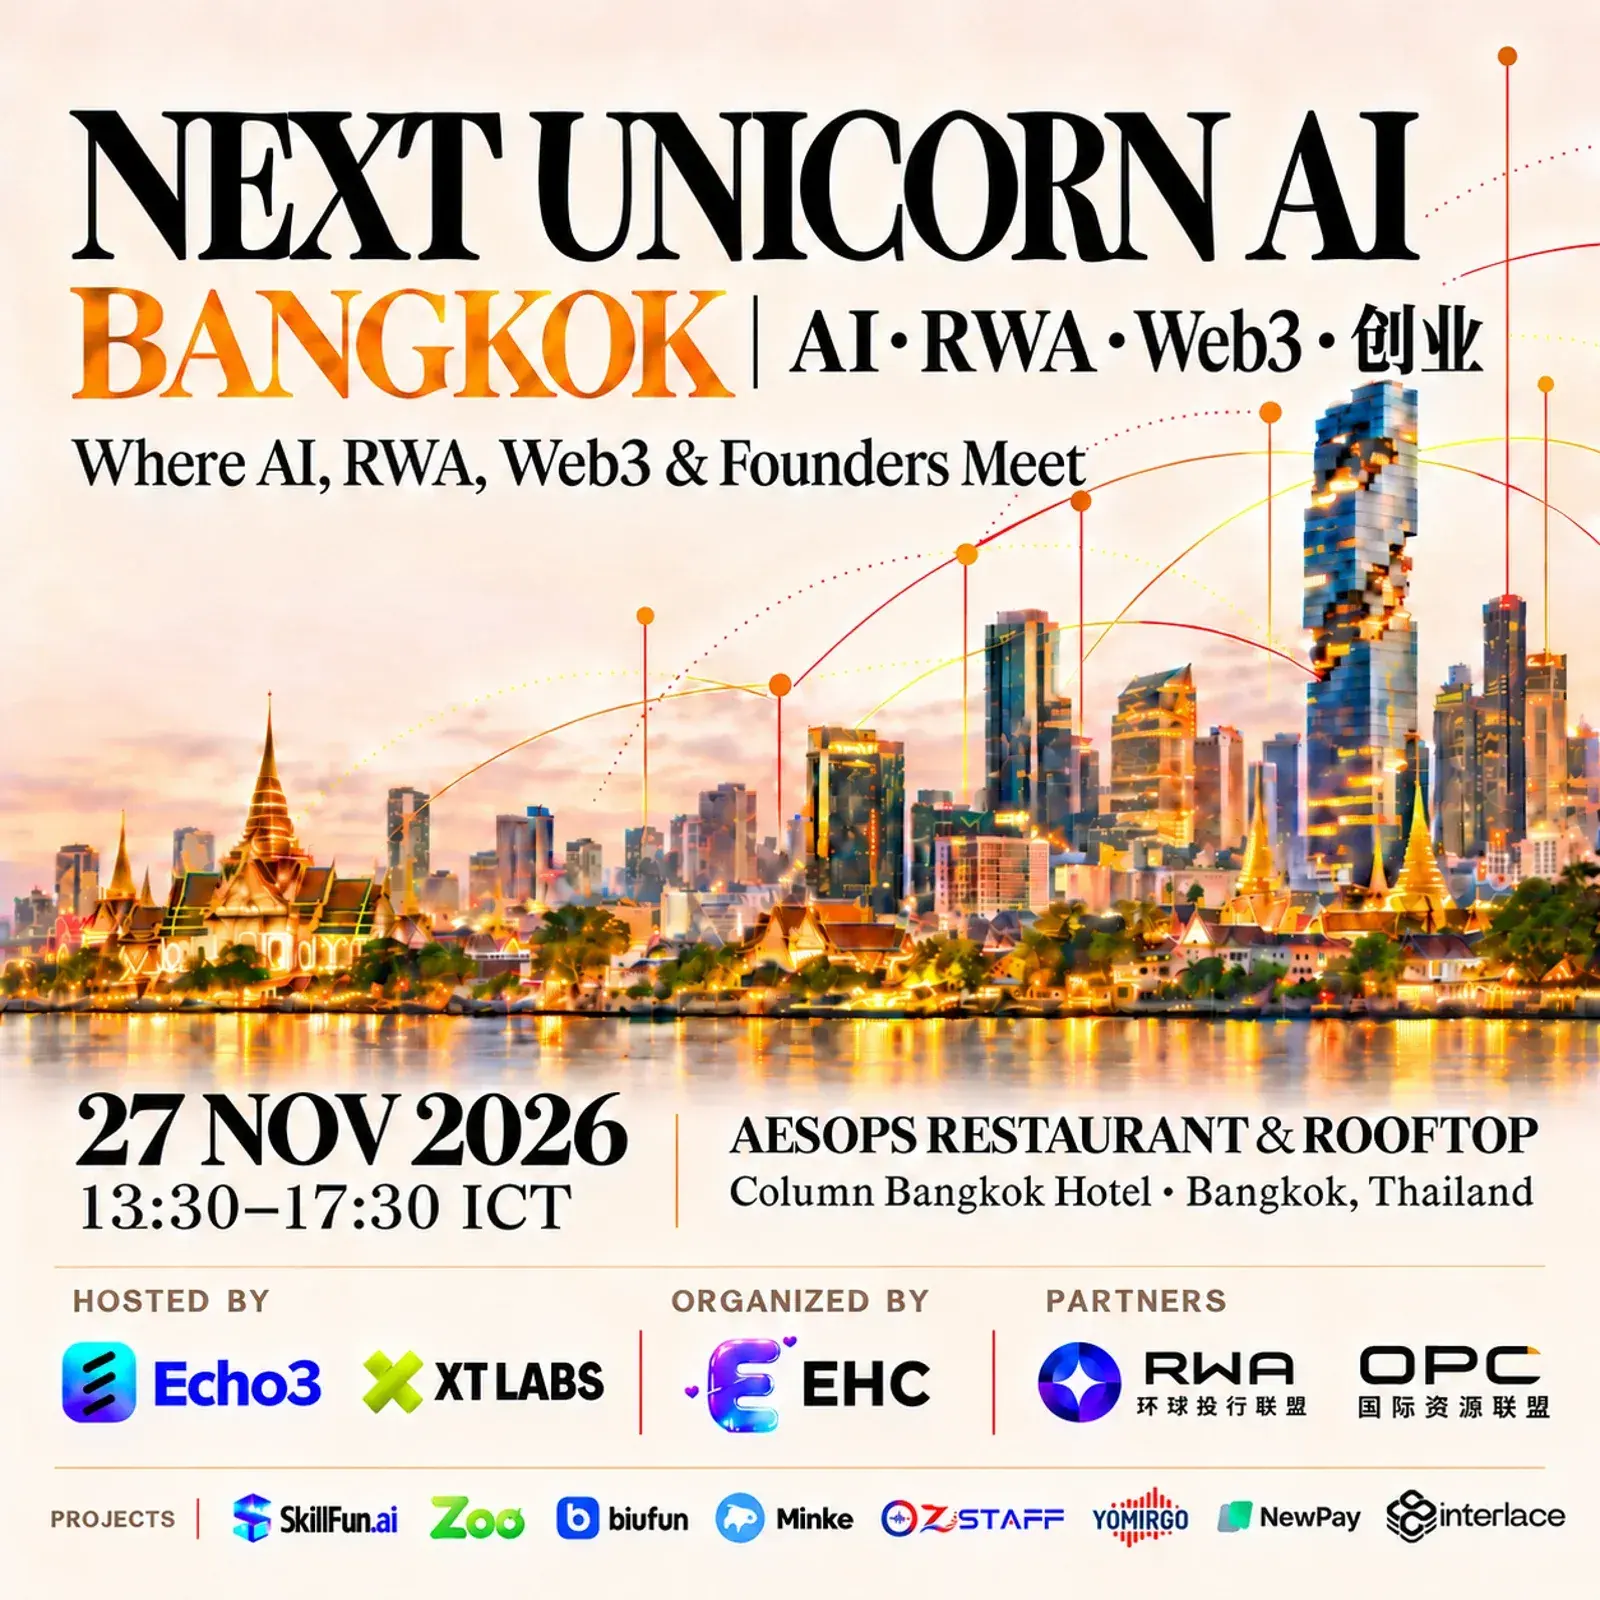 NEXT UNICORN AI
BANGKOK | AI · RWA · Web3 · 创业
Where AI, RWA, Web3 & Founders Meet
27 NOV 2026
13:30–17:30 ICT
AESOPS RESTAURANT & ROOFTOP
Column Bangkok Hotel • Bangkok, Thailand
HOSTED BY
Echo3
XT LABS
ORGANIZED BY
EHC
PARTNERS
RWA
环球投行联盟
OPC
国际资源联盟
PROJECTS
SkillFun.ai
Zoo
biufun
Minke
OZSTAFF
YOMIRGO
NewPay
interlace